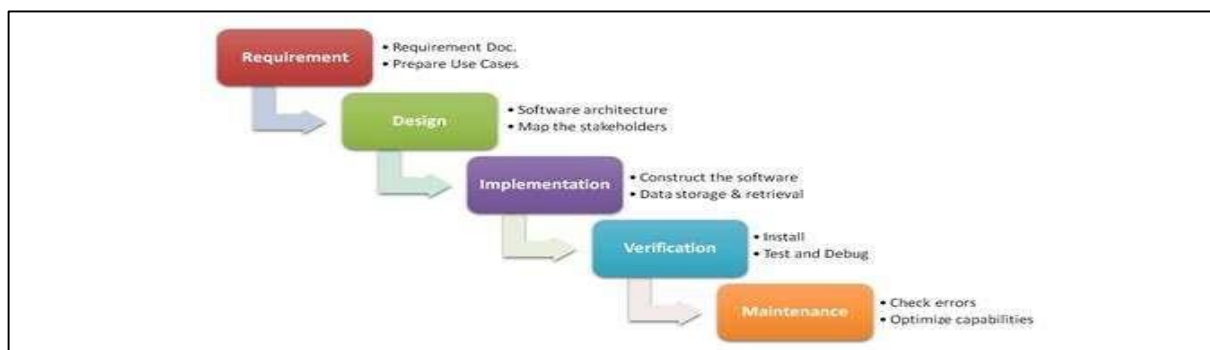 Requirement
• Requirement Doc.
• Prepare Use Cases
Design
• Software architecture
• Map the stakeholders
Implementation
• Construct the software
• Data storage & retrieval
Verification
• Install
• Test and Debug
Maintenance
• Check errors
• Optimize capabilities